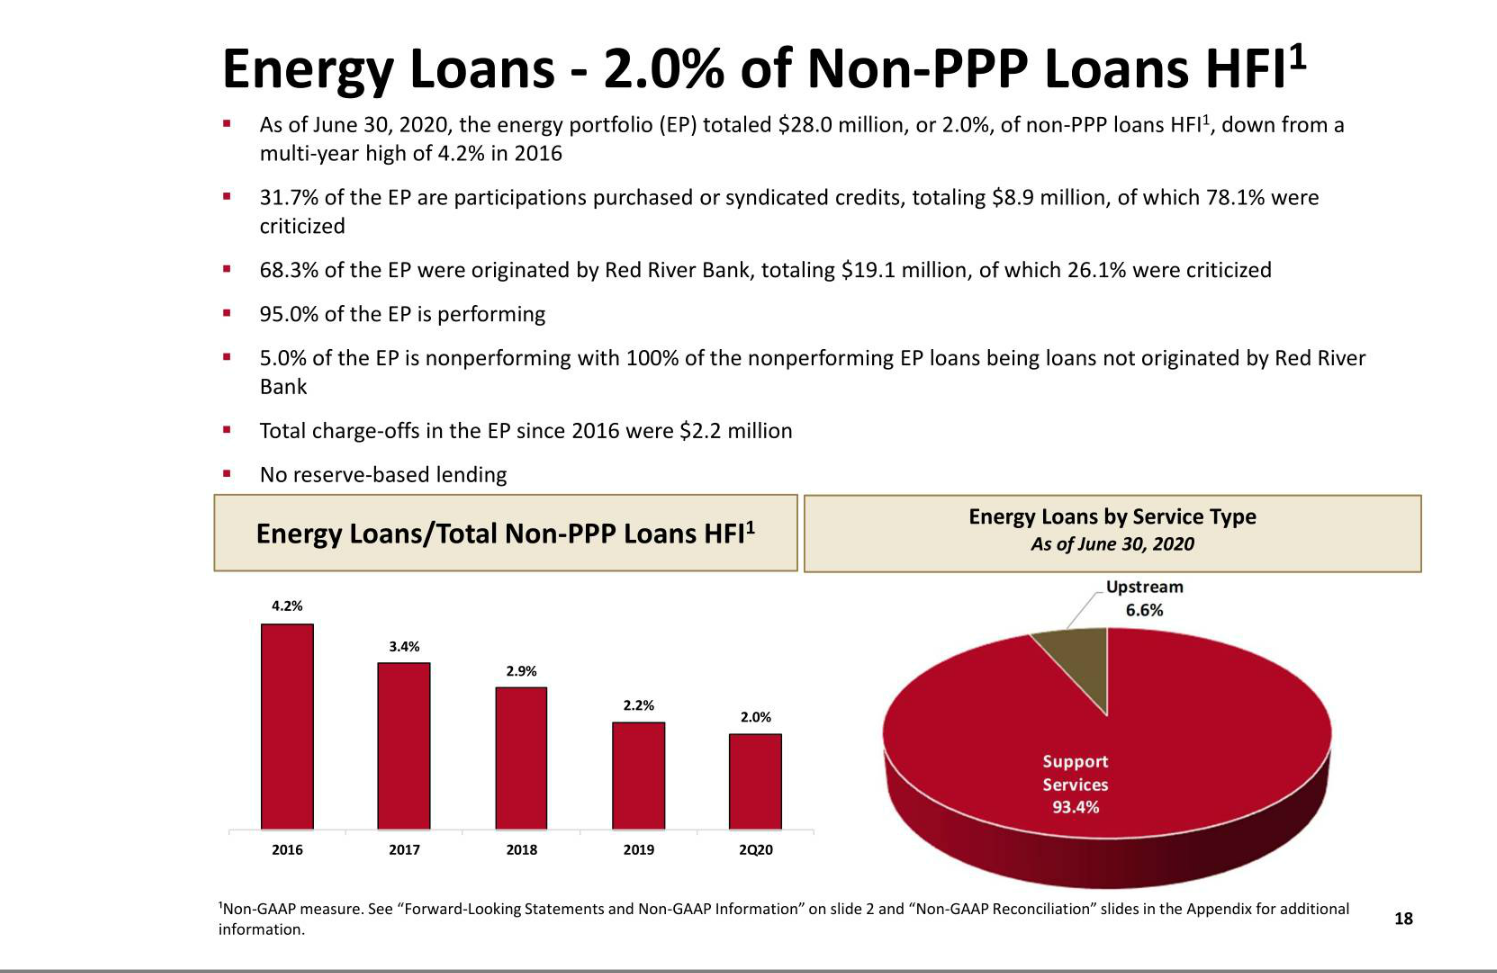 Energy Loans - 2.0% of Non-PPP Loans HFI¹
▪ As of June 30, 2020, the energy portfolio (EP) totaled $28.0 million, or 2.0%, of non-PPP loans HFI¹, down from a
multi-year high of 4.2% in 2016
▪ 31.7% of the EP are participations purchased or syndicated credits, totaling $8.9 million, of which 78.1% were
criticized
▪ 68.3% of the EP were originated by Red River Bank, totaling $19.1 million, of which 26.1% were criticized
▪ 95.0% of the EP is performing
▪ 5.0% of the EP is nonperforming with 100% of the nonperforming EP loans being loans not originated by Red River
Bank
▪ Total charge-offs in the EP since 2016 were $2.2 million
▪ No reserve-based lending
Energy Loans/Total Non-PPP Loans HFI¹
4.2%
3.4%
2.9%
2.2%
2.0%
2016
2017
2018
2019
2Q20
Energy Loans by Service Type
As of June 30, 2020
Upstream
6.6%
Support
Services
93.4%
¹Non-GAAP measure. See “Forward-Looking Statements and Non-GAAP Information” on slide 2 and “Non-GAAP Reconciliation” slides in the Appendix for additional
information.
18